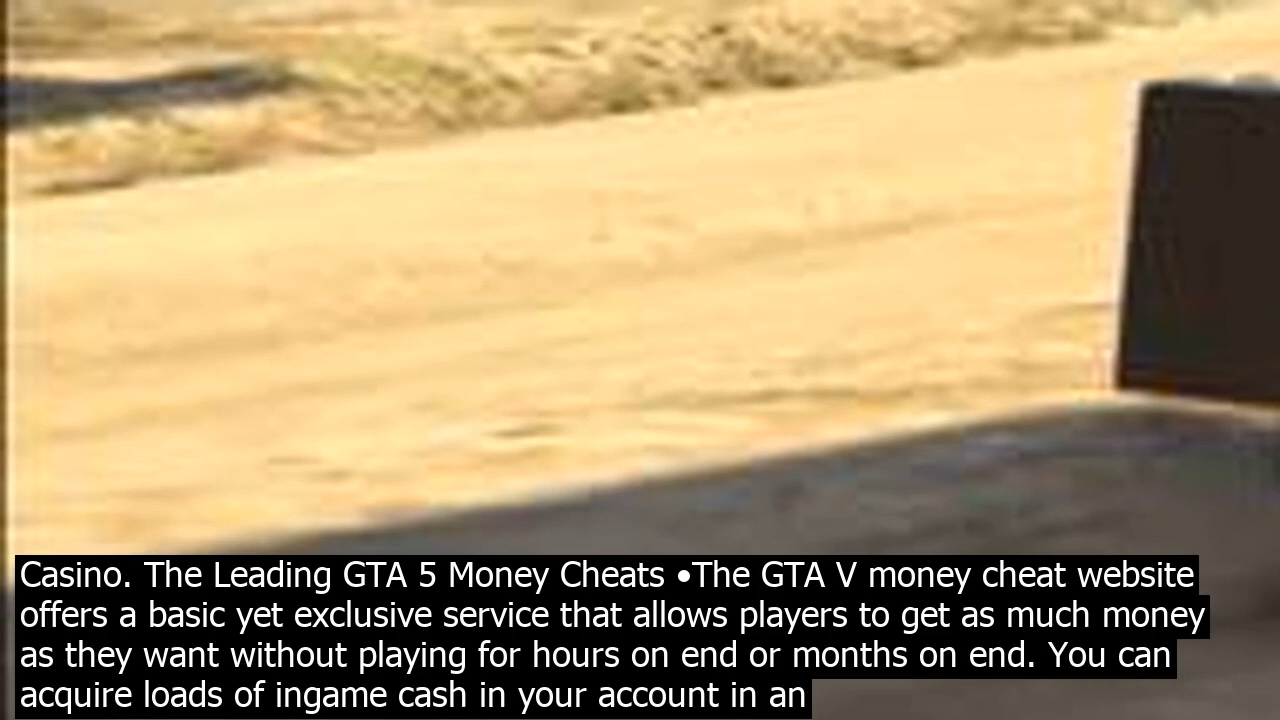 Casino. The Leading GTA 5 Money Cheats •The GTA V money cheat website
offers a basic yet exclusive service that allows players to get as much money
as they want without playing for hours on end or months on end. You can
acquire loads of ingame cash in your account in an